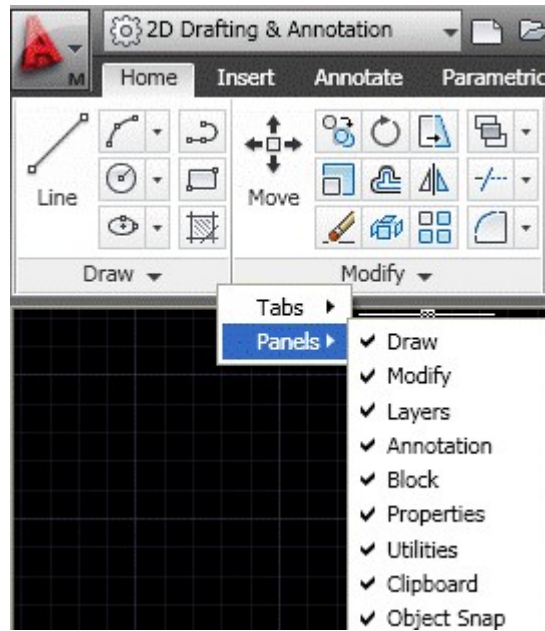 2D Drafting & Annotation
M
Home Insert Annotate Parametric
Line
Move
Draw Modify
Tabs
Panels
Draw
Modify
Layers
Annotation
Block
Properties
Utilities
Clipboard
Object Snap